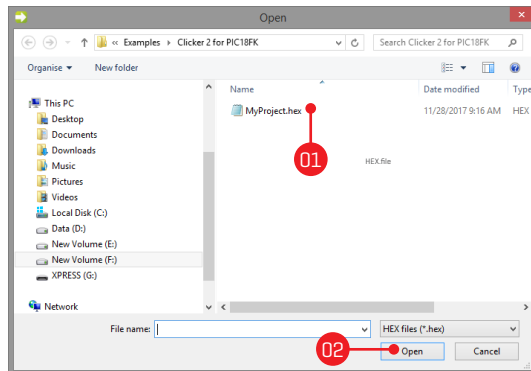 Open
« Examples Clicker 2 for PIC18FK
Search Clicker 2 for PIC18FK
Organise
New folder
Name
Date modified
Type
This PC
Desktop
Documents
Downloads
Music
Pictures
Videos
Local Disk (C:)
Data (D:)
New Volume (E:)
New Volume (F:)
XPRESS (G:)
Network
MyProject.hex
11/28/2017 9:16 AM
HEX
01
HEX.file
File name:
HEX files (*.hex)
02
Open
Cancel